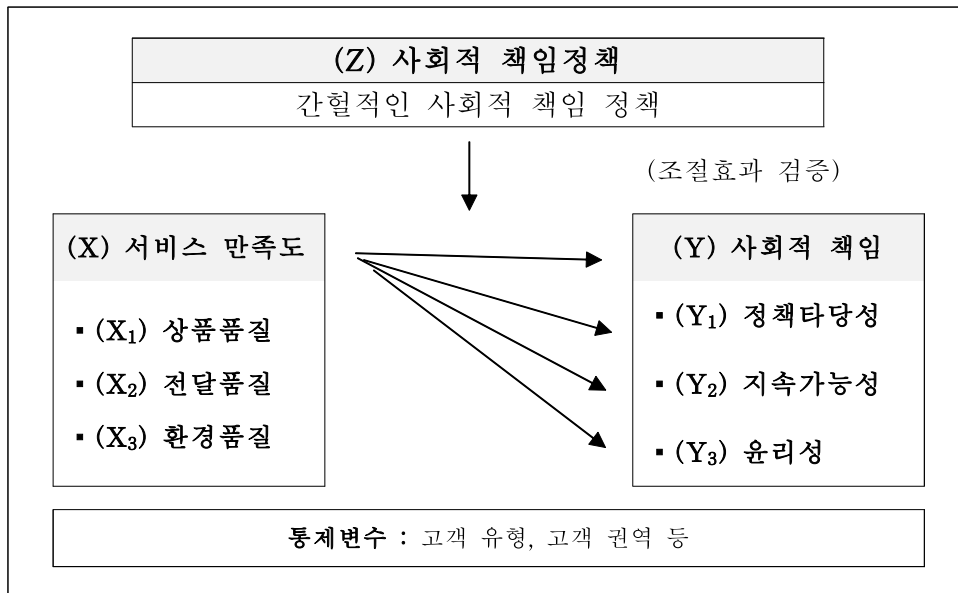 (Z) 사회적 책임정책
간헐적인 사회적 책임 정책
(조절효과 검증)
(X) 서비스 만족도
▪ (X₁) 상품품질
▪ (X₂) 전달품질
▪ (X₃) 환경품질
(Y) 사회적 책임
▪ (Y₁) 정책타당성
▪ (Y₂) 지속가능성
▪ (Y₃) 윤리성
통제변수 : 고객 유형, 고객 권역 등